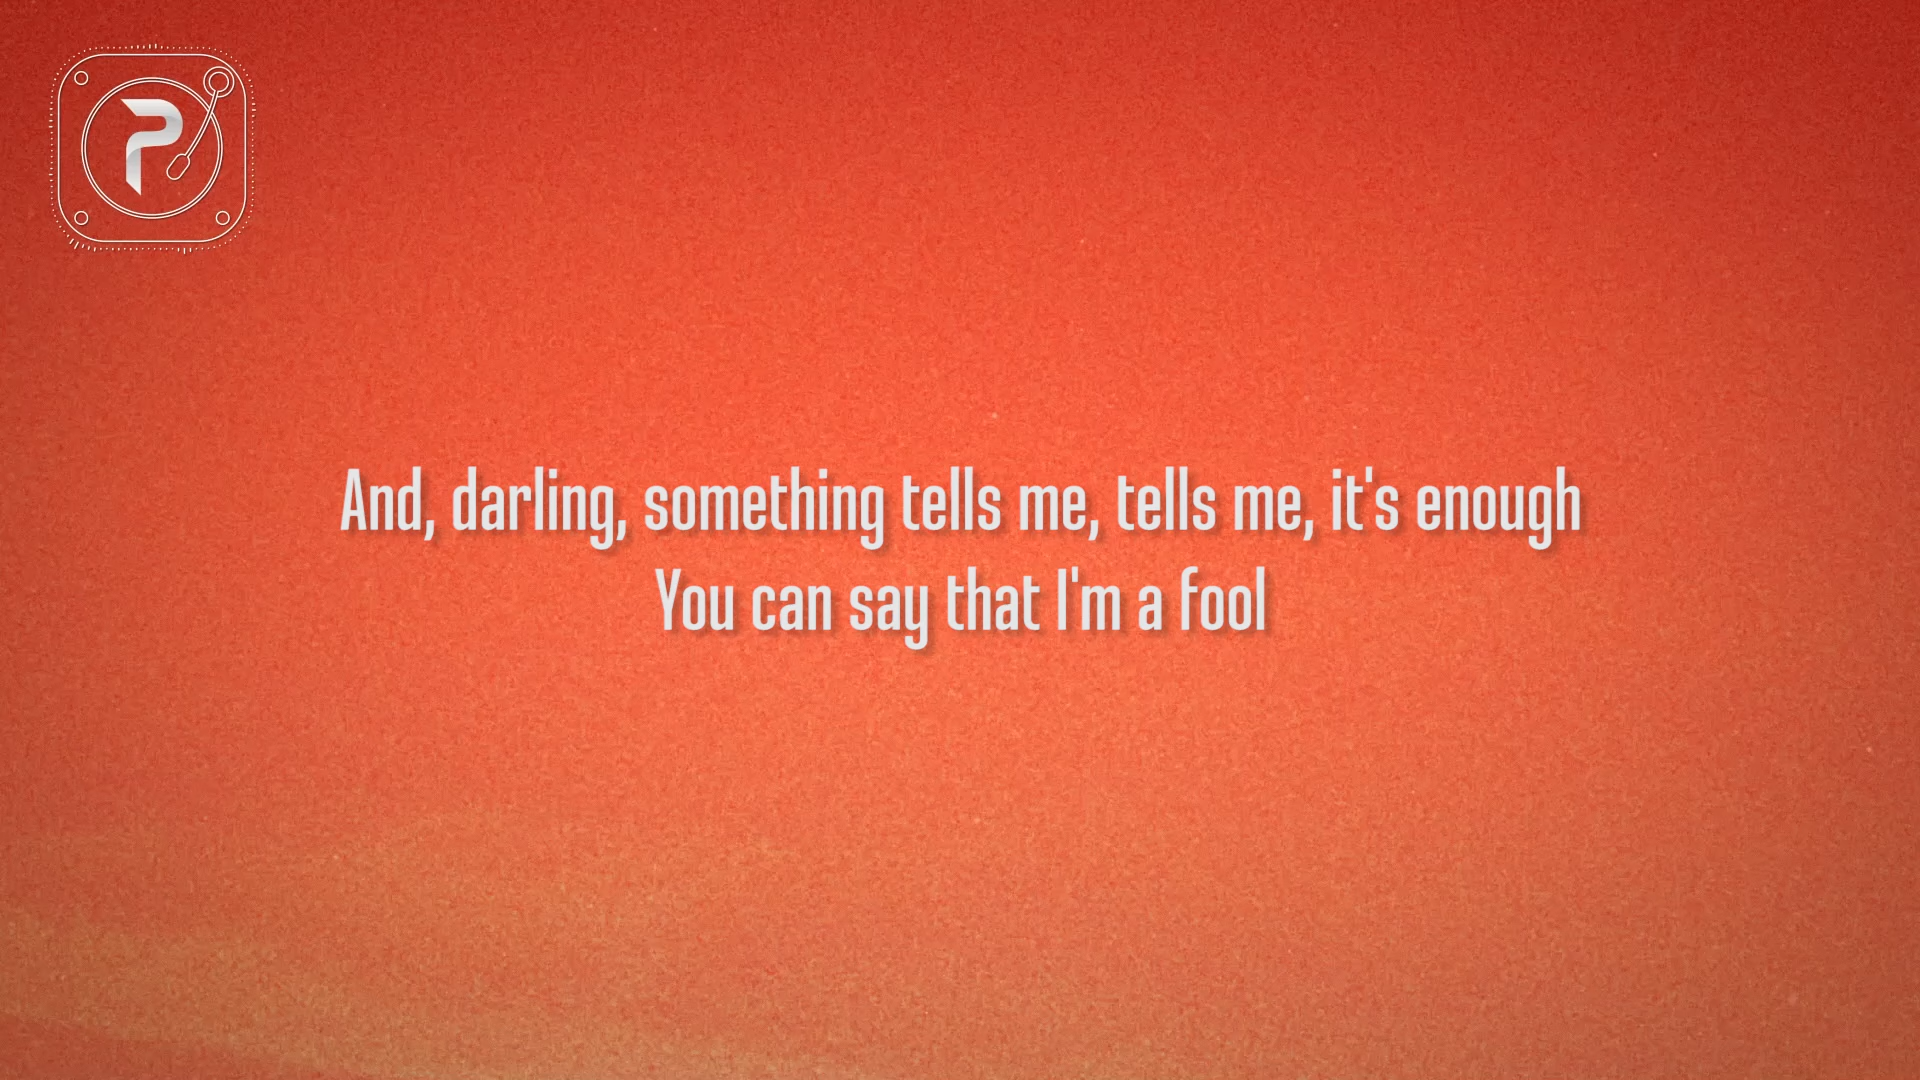 P
And, darling, something tells me, tells me, it's enough
You can say that I'm a fool